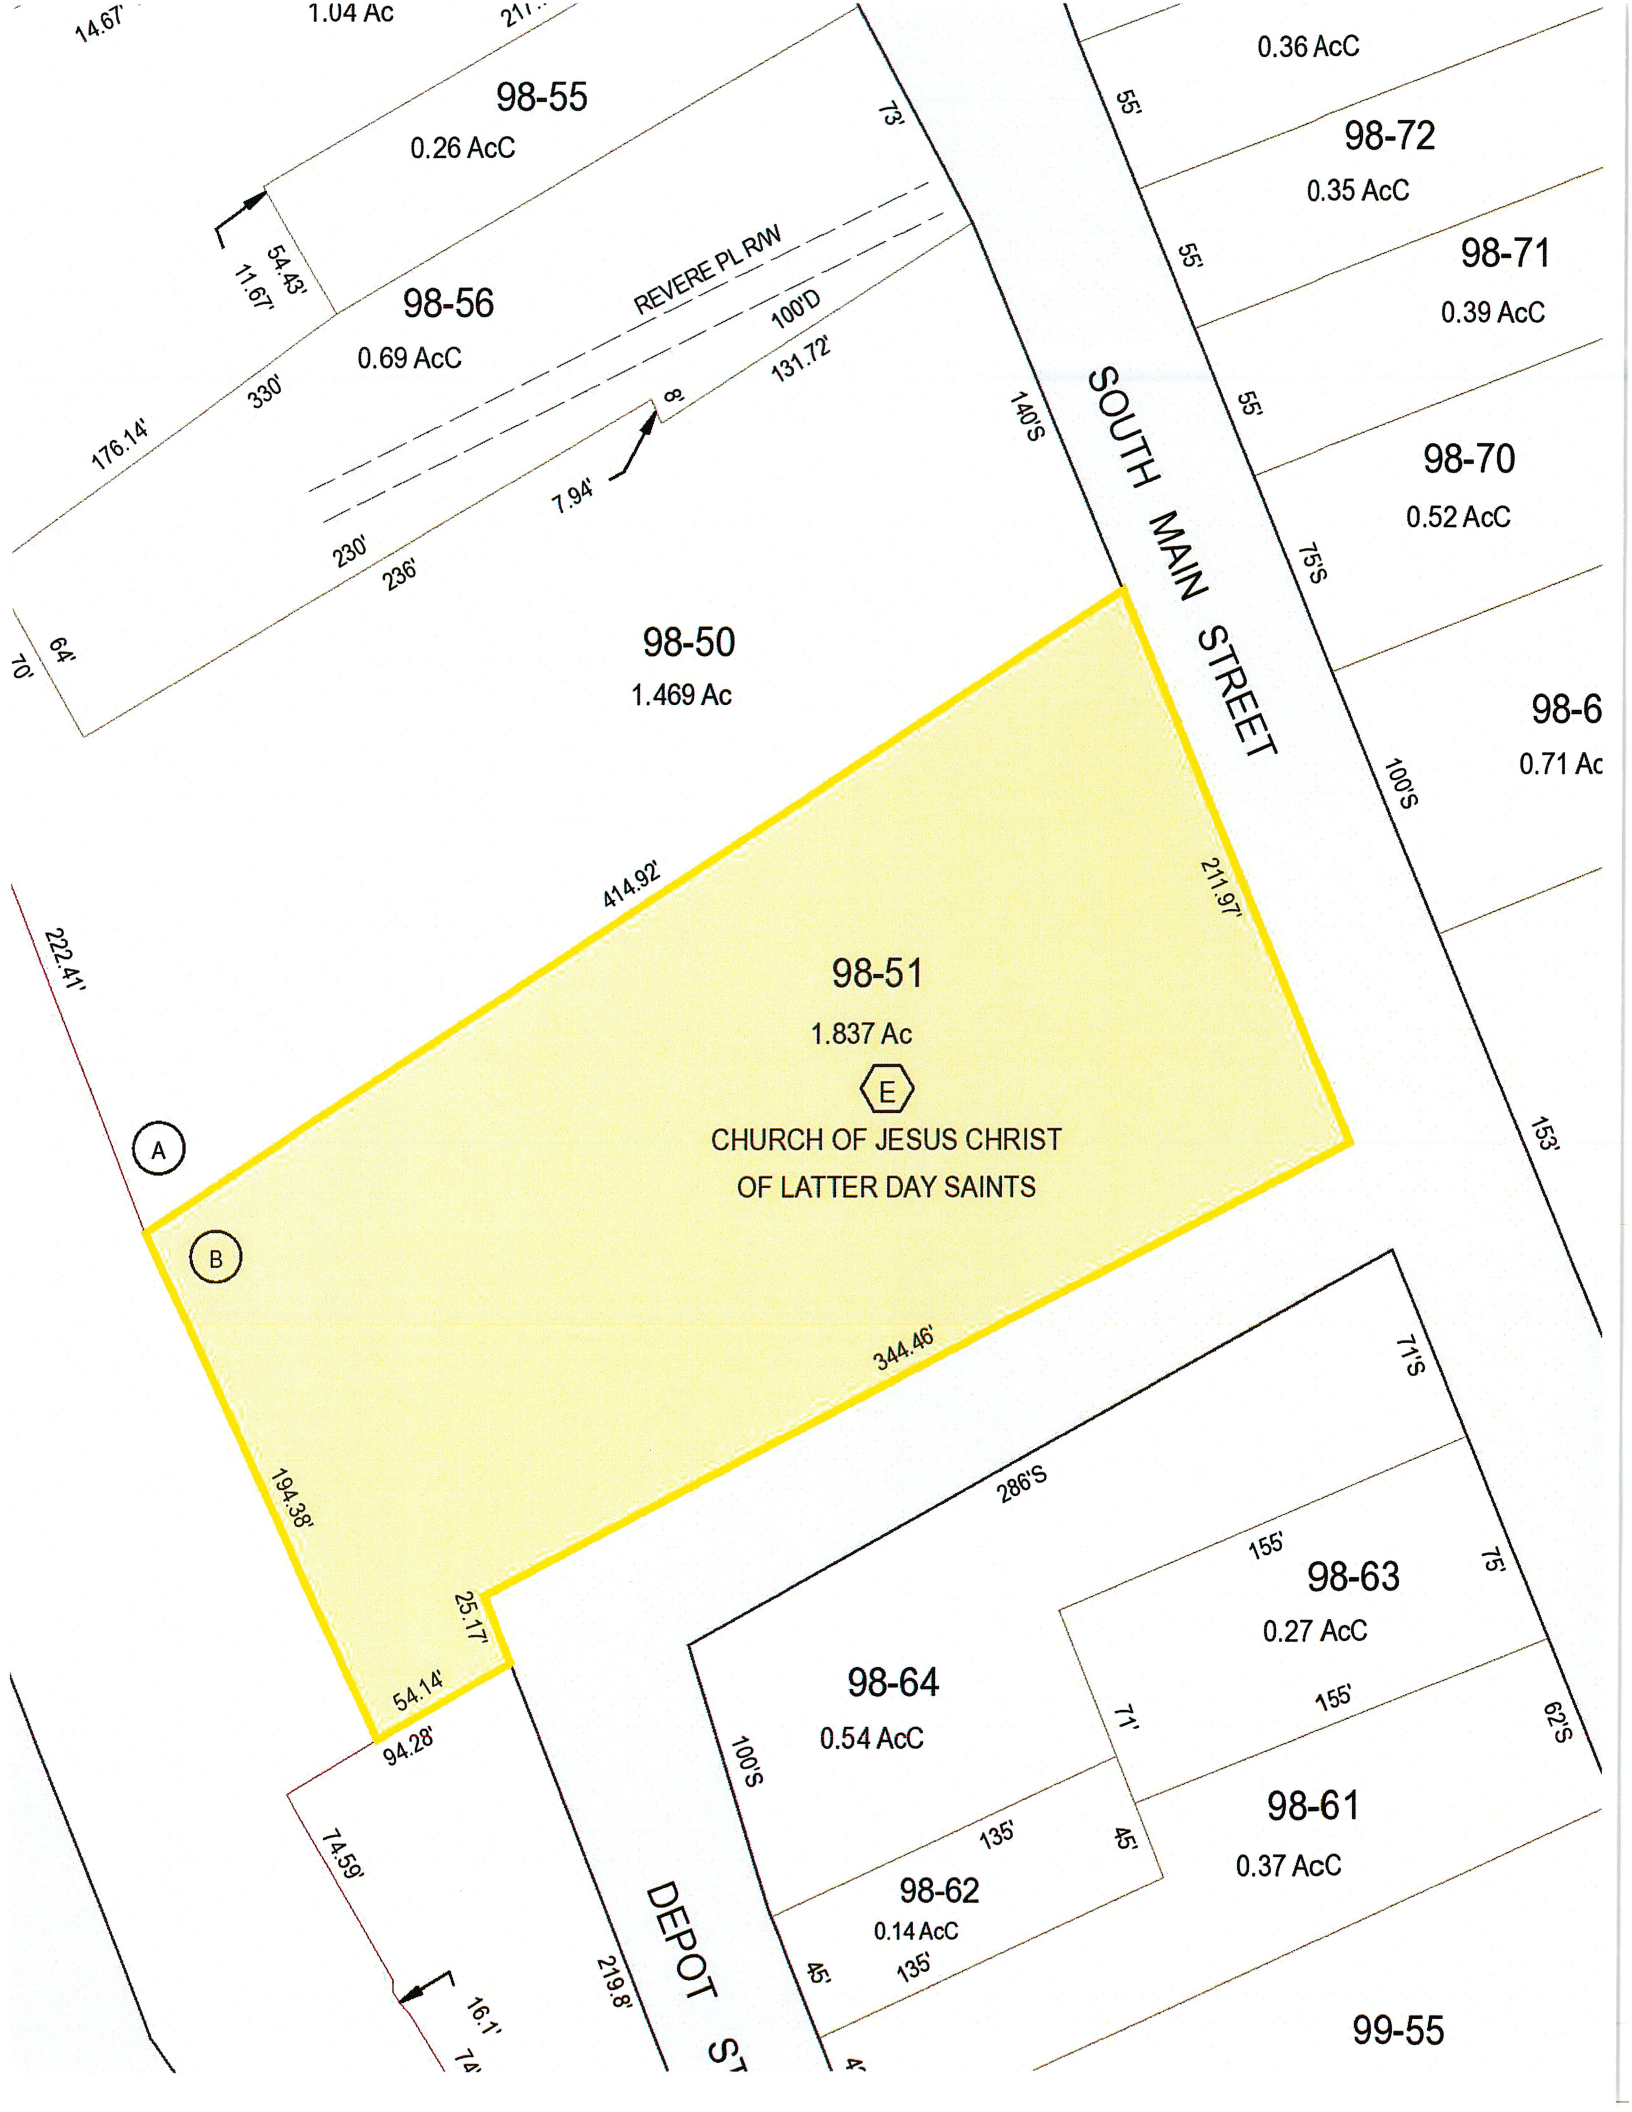 14.67'
1.04 Ac
98-55
0.26 AcC
73'
0.36 AcC
55'
98-72
0.35 AcC
55'
98-71
0.39 AcC
54.43'
11.67'
98-56
0.69 AcC
REVERE PL R/W
100'D
131.72'
8'
330'
176.14'
140'S
SOUTH MAIN STREET
55'
98-70
0.52 AcC
7.94'
230'
236'
75'S
64'
70'
98-50
1.469 Ac
98-6
0.71 Ac
100'S
414.92'
211.97'
222.41'
98-51
1.837 Ac
E
CHURCH OF JESUS CHRIST
OF LATTER DAY SAINTS
A
B
153'
344.46'
71'S
194.38'
286'S
155'
98-63
0.27 AcC
75'
25.17'
54.14'
94.28'
98-64
0.54 AcC
71'
155'
62'S
100'S
98-61
0.37 AcC
135'
45'
74.59'
98-62
0.14 AcC
135'
45'
DEPOT ST
219.8'
16.1'
74'
99-55